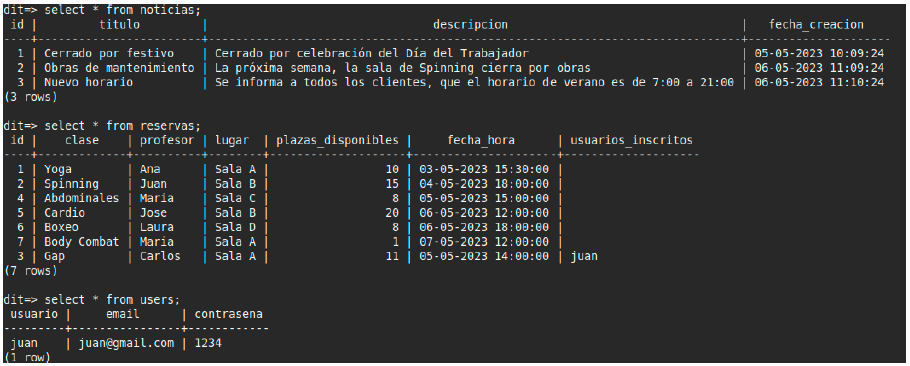 dit=> select * from noticias;
 id |         titulo         |                                descripcion                                 |   fecha_creacion
----+------------------------+----------------------------------------------------------------------------+---------------------
  1 | Cerrado por festivo    | Cerrado por celebración del Día del Trabajador                             | 05-05-2023 10:09:24
  2 | Obras de mantenimiento | La próxima semana, la sala de Spinning cierra por obras                    | 06-05-2023 11:09:24
  3 | Nuevo horario          | Se informa a todos los clientes, que el horario de verano es de 7:00 a 21:00 | 06-05-2023 11:10:24
(3 rows)
dit=> select * from reservas;
 id |    clase    | profesor | lugar  | plazas_disponibles |     fecha_hora      | usuarios_inscritos
----+-------------+----------+--------+--------------------+---------------------+--------------------
  1 | Yoga        | Ana      | Sala A |                 10 | 03-05-2023 15:30:00 |
  2 | Spinning    | Juan     | Sala B |                 15 | 04-05-2023 18:00:00 |
  4 | Abdominales | Maria    | Sala C |                  8 | 05-05-2023 15:00:00 |
  5 | Cardio      | Jose     | Sala B |                 20 | 06-05-2023 12:00:00 |
  6 | Boxeo       | Laura    | Sala D |                  8 | 06-05-2023 18:00:00 |
  7 | Body Combat | Maria    | Sala A |                  1 | 07-05-2023 12:00:00 |
  3 | Gap         | Carlos   | Sala A |                 11 | 05-05-2023 14:00:00 | juan
(7 rows)
dit=> select * from users;
 usuario |     email      | contrasena
---------+----------------+------------
 juan    | juan@gmail.com | 1234
(1 row)